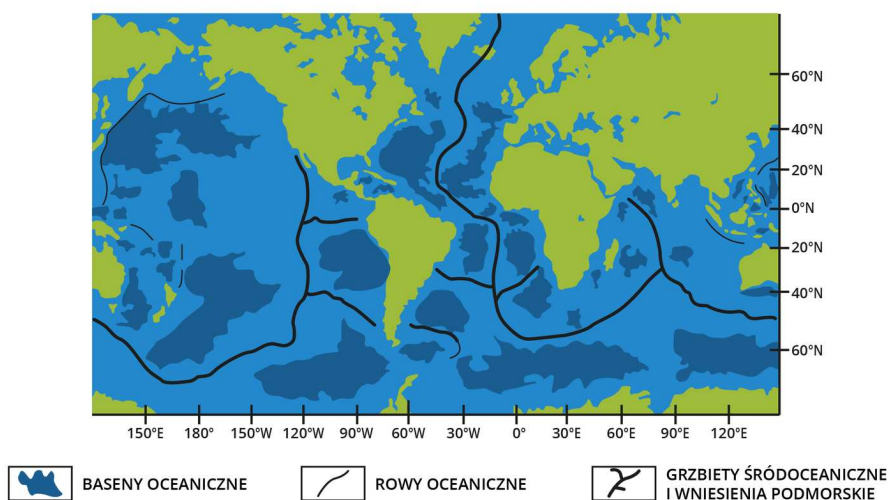 60°N
40°N
20°N
0°N
20°N
40°N
60°N
150°E 180° 150°W 120°W 90°W 60°W 30°W 0° 30°E 60°E 90°E 120°E
BASENY OCEANICZNE
ROWY OCEANICZNE
GRZBIETY ŚRÓDOCEANICZNE
I WNIESIENIA PODMORSKIE